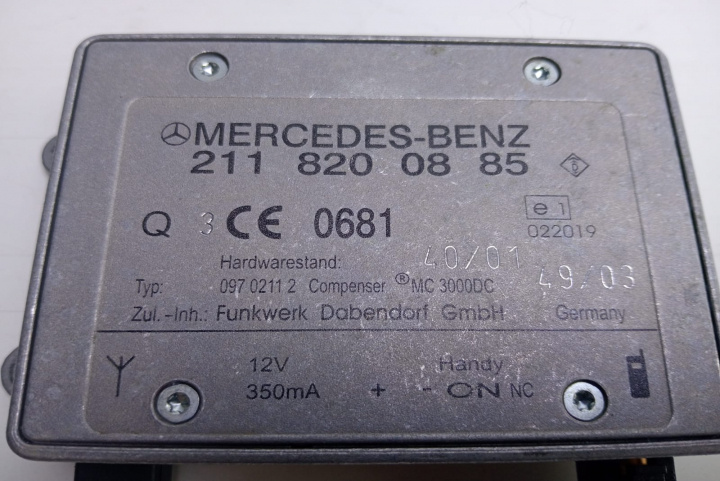 MERCEDES-BENZ
211 820 08 85
Q 3 CE 0681
e1
022019
Hardwarestand: 40/01
Typ: 097 0211 2 Compenser ® MC 3000DC 49/03
Zul.-Inh.: Funkwerk Dabendorf GmbH Germany
12V Handy
350mA + - ON NC